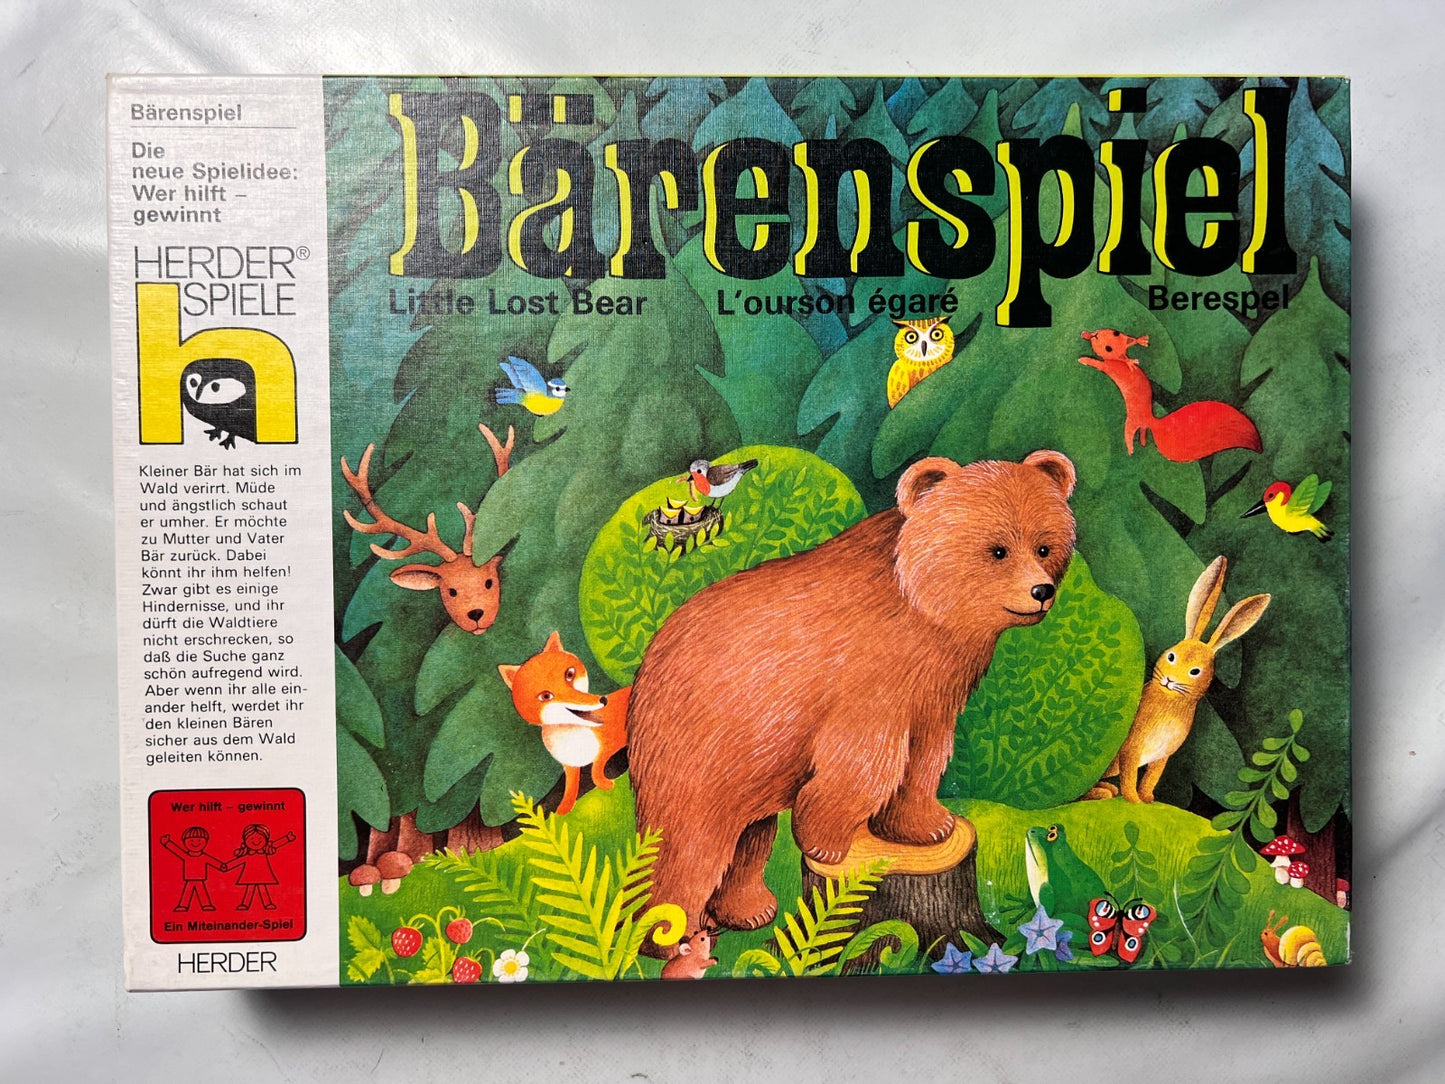 Bärenspiel
Die
neue Spielidee:
Wer hilft –
gewinnt
HERDER®
SPIELE
h
Kleiner Bär hat sich im
Wald verirrt. Müde
und ängstlich schaut
er umher. Er möchte
zu Mutter und Vater
Bär zurück. Dabei
könnt ihr ihm helfen!
Zwar gibt es einige
Hindernisse, und ihr
dürft die Waldtiere
nicht erschrecken, so
daß die Suche ganz
schön aufregend wird.
Aber wenn ihr alle ein-
ander helft, werdet ihr
den kleinen Bären
sicher aus dem Wald
geleiten können.
Wer hilft – gewinnt
Ein Miteinander-Spiel
HERDER
Bärenspiel
Little Lost Bear L'ourson égaré Berespel